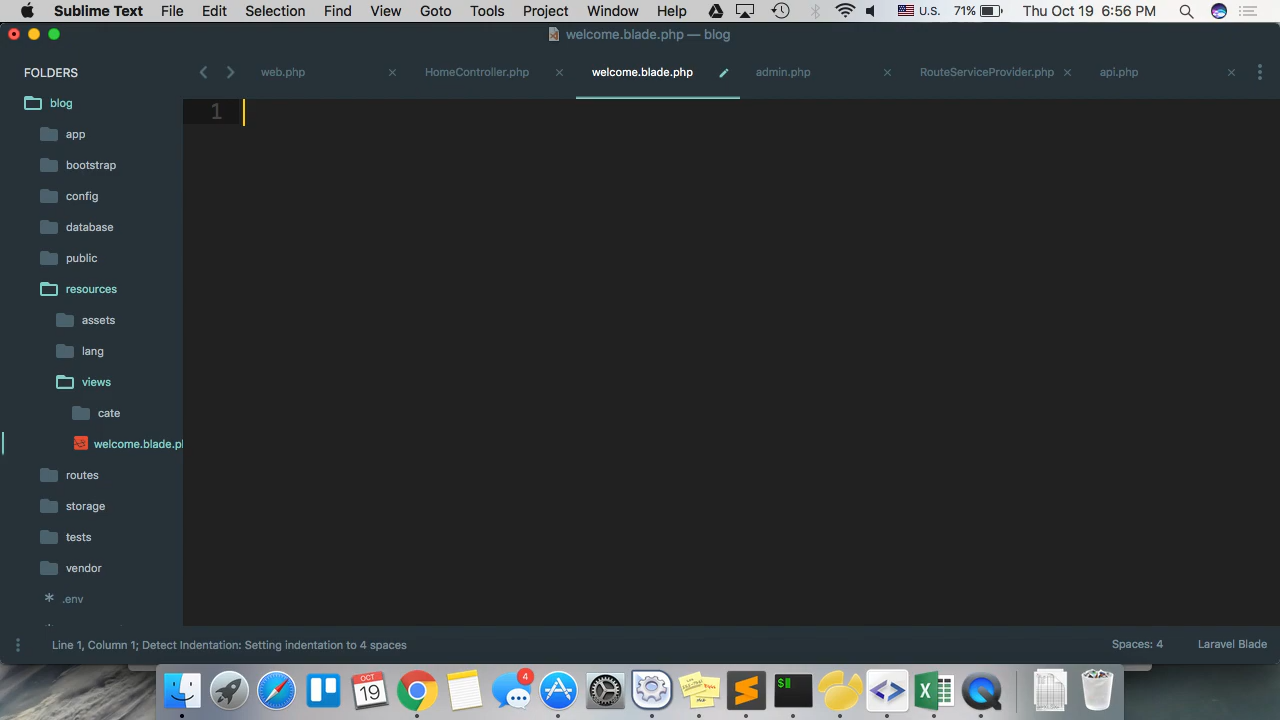 Sublime Text File Edit Selection Find View Goto Tools Project Window Help U.S. 71% Thu Oct 19 6:56 PM
welcome.blade.php — blog
FOLDERS
web.php HomeController.php welcome.blade.php admin.php RouteServiceProvider.php api.php
blog
1
app
bootstrap
config
database
public
resources
assets
lang
views
cate
welcome.blade.p
routes
storage
tests
vendor
.env
Line 1, Column 1; Detect Indentation: Setting indentation to 4 spaces Spaces: 4 Laravel Blade
OCT
19
4
$